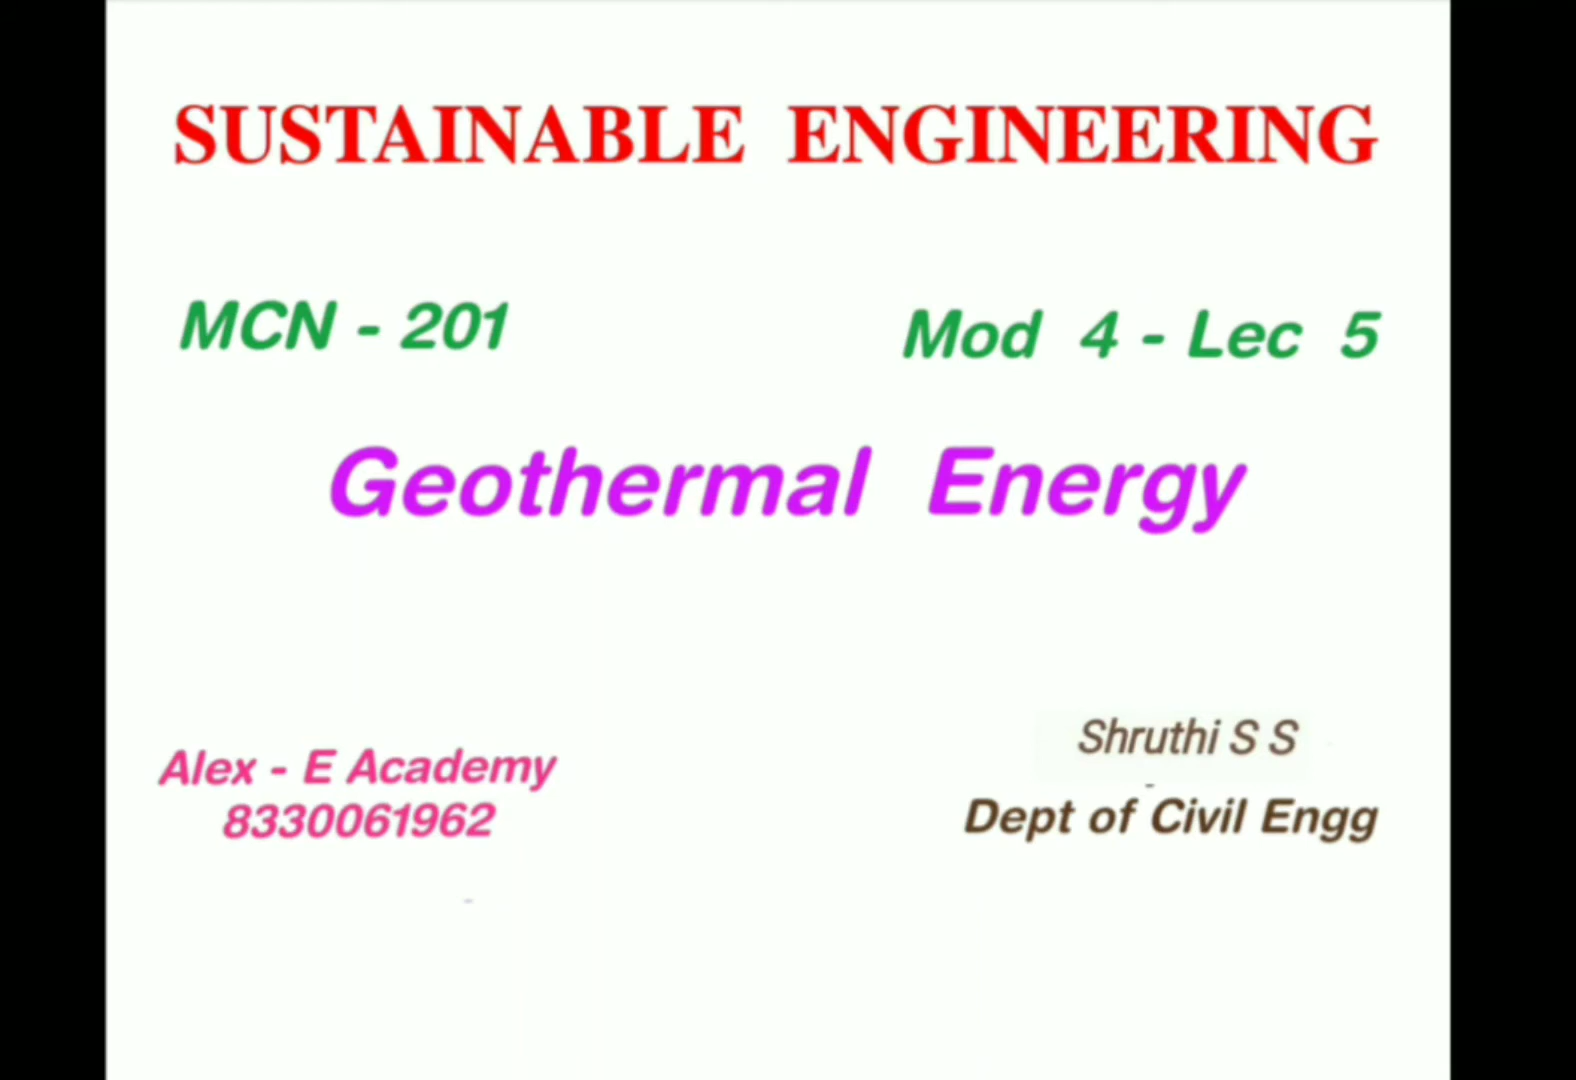 SUSTAINABLE ENGINEERING
MCN - 201
Mod 4 - Lec 5
Geothermal Energy
Alex - E Academy
8330061962
Shruthi S S
Dept of Civil Engg